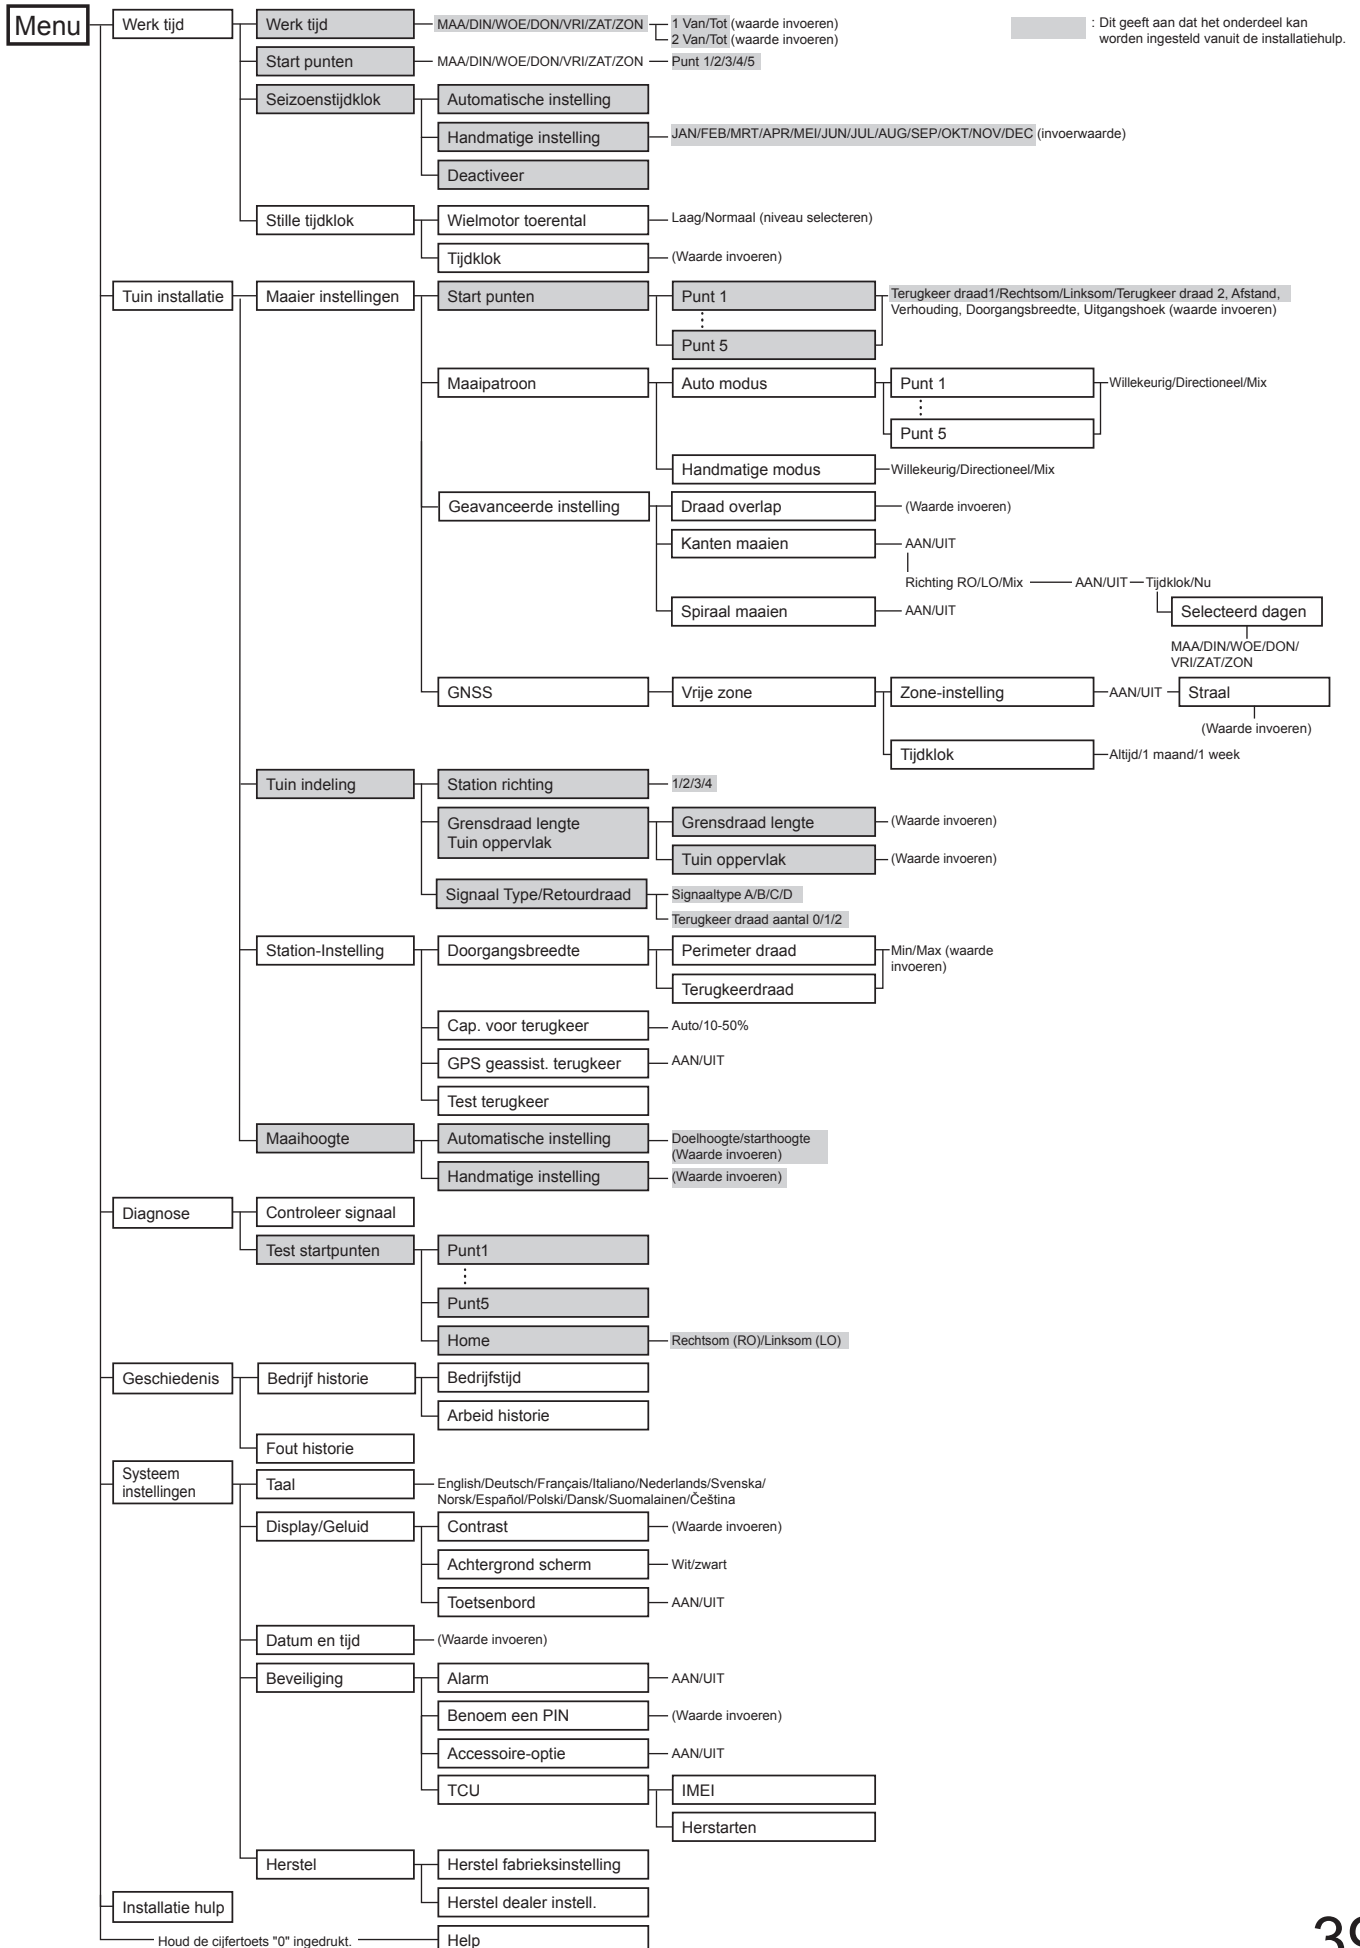 Menu
Werk tijd
Werk tijd
MAA/DIN/WOE/DON/VRI/ZAT/ZON
1 Van/Tot (waarde invoeren)
2 Van/Tot (waarde invoeren)
: Dit geeft aan dat het onderdeel kan
worden ingesteld vanuit de installatiehulp.
Start punten
MAA/DIN/WOE/DON/VRI/ZAT/ZON
Punt 1/2/3/4/5
Seizoenstijdklok
Automatische instelling
Handmatige instelling
JAN/FEB/MRT/APR/MEI/JUN/JUL/AUG/SEP/OKT/NOV/DEC (invoerwaarde)
Deactiveer
Stille tijdklok
Wielmotor toerental
Laag/Normaal (niveau selecteren)
Tijdklok
(Waarde invoeren)
Tuin installatie
Maaier instellingen
Start punten
Punt 1
Terugkeer draad1/Rechtsom/Linksom/Terugkeer draad 2, Afstand,
Verhouding, Doorgangsbreedte, Uitgangshoek (waarde invoeren)
Punt 5
Maaipatroon
Auto modus
Punt 1
Willekeurig/Directioneel/Mix
Punt 5
Handmatige modus
Willekeurig/Directioneel/Mix
Geavanceerde instelling
Draad overlap
(Waarde invoeren)
Kanten maaien
AAN/UIT
Richting RO/LO/Mix
AAN/UIT
Tijdklok/Nu
Spiraal maaien
AAN/UIT
Selecteerd dagen
MAA/DIN/WOE/DON/
VRI/ZAT/ZON
GNSS
Vrije zone
Zone-instelling
AAN/UIT
Straal
(Waarde invoeren)
Tijdklok
Altijd/1 maand/1 week
Tuin indeling
Station richting
1/2/3/4
Grensdraad lengte
Tuin oppervlak
Grensdraad lengte
(Waarde invoeren)
Tuin oppervlak
(Waarde invoeren)
Signaal Type/Retourdraad
Signaaltype A/B/C/D
Terugkeer draad aantal 0/1/2
Station-Instelling
Doorgangsbreedte
Perimeter draad
Min/Max (waarde
invoeren)
Terugkeerdraad
Cap. voor terugkeer
Auto/10-50%
GPS geassist. terugkeer
AAN/UIT
Test terugkeer
Maaihoogte
Automatische instelling
Doelhoogte/starthoogte
(Waarde invoeren)
Handmatige instelling
(Waarde invoeren)
Diagnose
Controleer signaal
Test startpunten
Punt1
Punt5
Home
Rechtsom (RO)/Linksom (LO)
Geschiedenis
Bedrijf historie
Bedrijfstijd
Arbeid historie
Fout historie
Systeem
instellingen
Taal
English/Deutsch/Français/Italiano/Nederlands/Svenska/
Norsk/Español/Polski/Dansk/Suomalainen/Čeština
Display/Geluid
Contrast
(Waarde invoeren)
Achtergrond scherm
Wit/zwart
Toetsenbord
AAN/UIT
Datum en tijd
(Waarde invoeren)
Beveiliging
Alarm
AAN/UIT
Benoem een PIN
(Waarde invoeren)
Accessoire-optie
AAN/UIT
TCU
IMEI
Herstarten
Herstel
Herstel fabrieksinstelling
Herstel dealer instell.
Installatie hulp
Houd de cijfertoets "0" ingedrukt.
Help
39